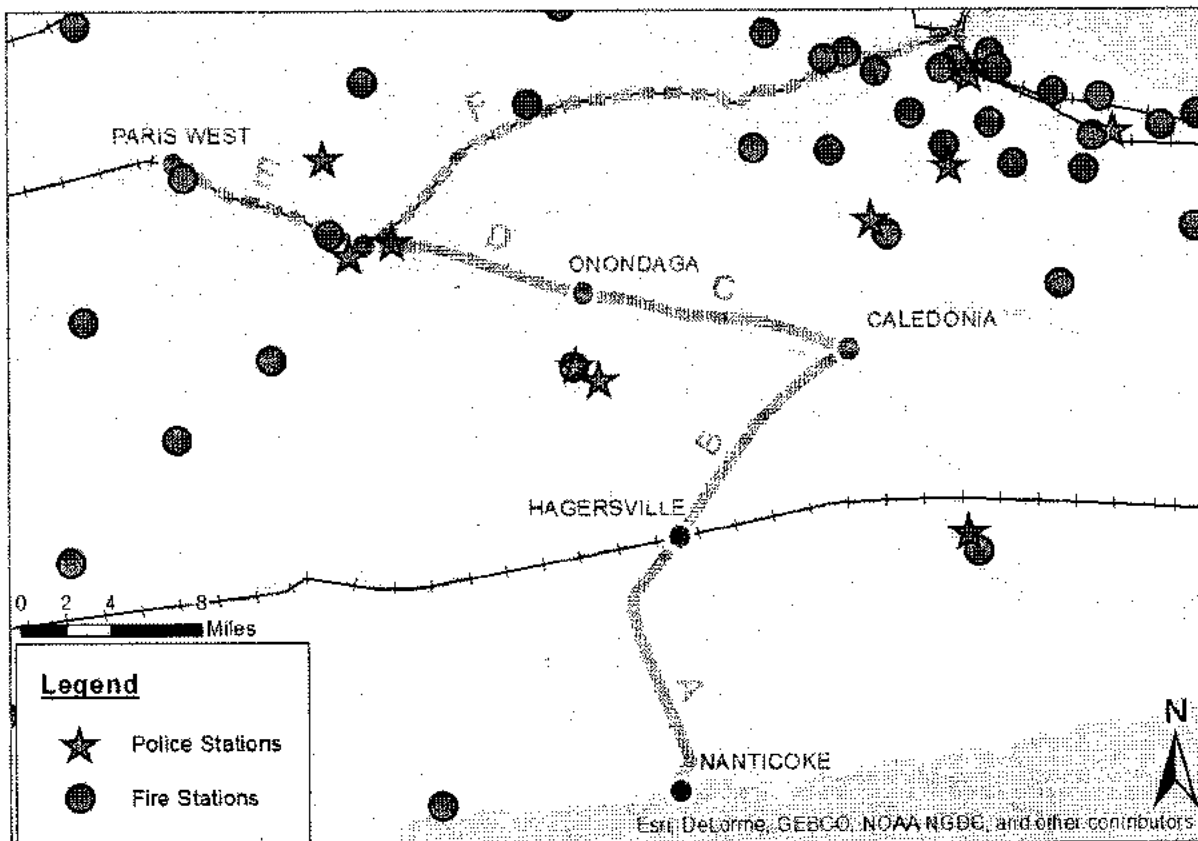 PARIS WEST
F
E
D
ONONDAGA
C
CALEDONIA
B
HAGERSVILLE
0 2 4 8
Miles
A
Legend
Police Stations
Fire Stations
NANTICOKE
N
Esri, DeLorme, GEBCO, NOAA NGDC, and other contributors